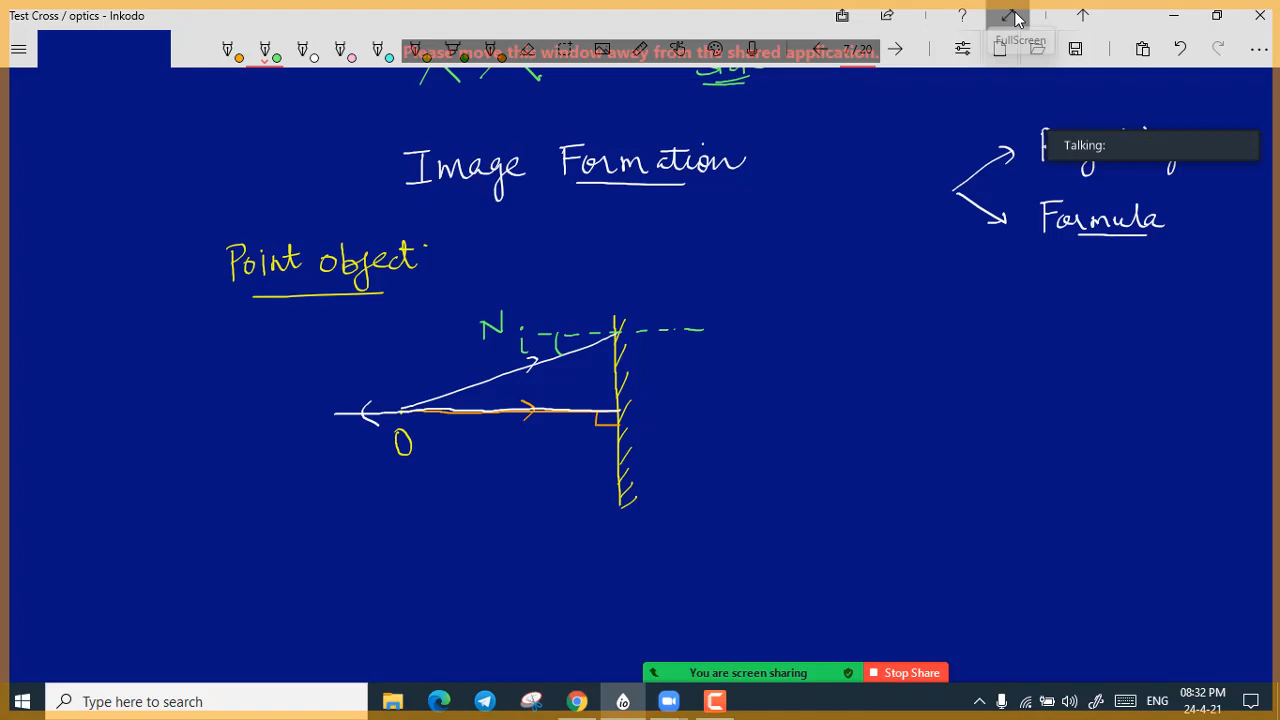 Test Cross / optics - Inkodo
?
FullScreen
Please move this window away from the shared application.
7 / 20
Image Formation
Talking:
Formula
Point object
N
i
O
You are screen sharing
Stop Share
Type here to search
ENG
08:32 PM
24-4-21